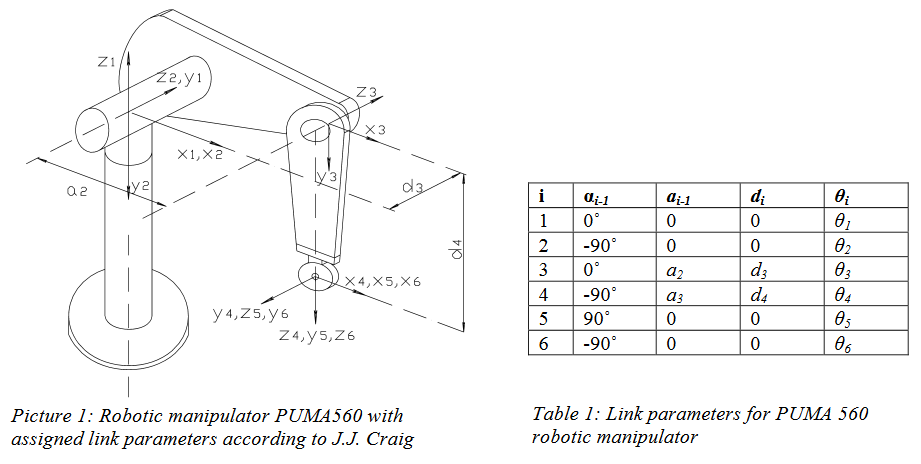 z1
z2,y1
z3
x3
x1,x2
y3
a2
y2
d3
d4
x4,x5,x6
y4,z5,y6
z4,y5,z6
i αi-1 ai-1 di θi
1 0˚ 0 0 θ1
2 -90˚ 0 0 θ2
3 0˚ a2 d3 θ3
4 -90˚ a3 d4 θ4
5 90˚ 0 0 θ5
6 -90˚ 0 0 θ6
Picture 1: Robotic manipulator PUMA560 with
assigned link parameters according to J.J. Craig
Table 1: Link parameters for PUMA 560
robotic manipulator